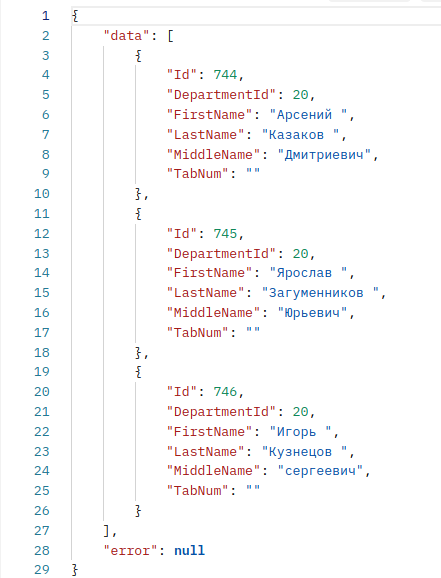 1 {
2 "data": [
3 {
4 "Id": 744,
5 "DepartmentId": 20,
6 "FirstName": "Арсений ",
7 "LastName": "Казаков ",
8 "MiddleName": "Дмитриевич",
9 "TabNum": ""
10 },
11 {
12 "Id": 745,
13 "DepartmentId": 20,
14 "FirstName": "Ярослав ",
15 "LastName": "Загуменников ",
16 "MiddleName": "Юрьевич",
17 "TabNum": ""
18 },
19 {
20 "Id": 746,
21 "DepartmentId": 20,
22 "FirstName": "Игорь ",
23 "LastName": "Кузнецов ",
24 "MiddleName": "сергеевич",
25 "TabNum": ""
26 }
27 ],
28 "error": null
29 }